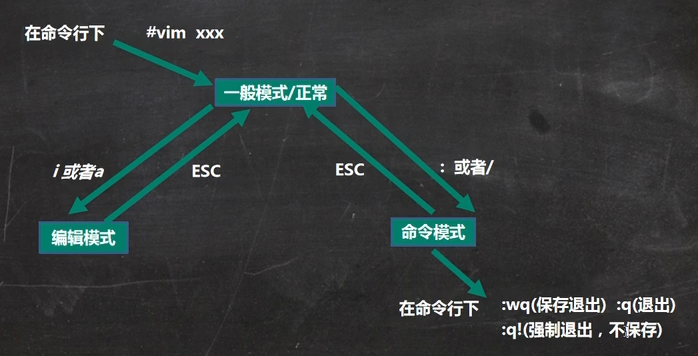 在命令行下 #vim xxx
一般模式/正常
i 或者a
ESC
ESC
: 或者/
编辑模式
命令模式
在命令行下
:wq(保存退出) :q(退出)
:q!(强制退出，不保存)